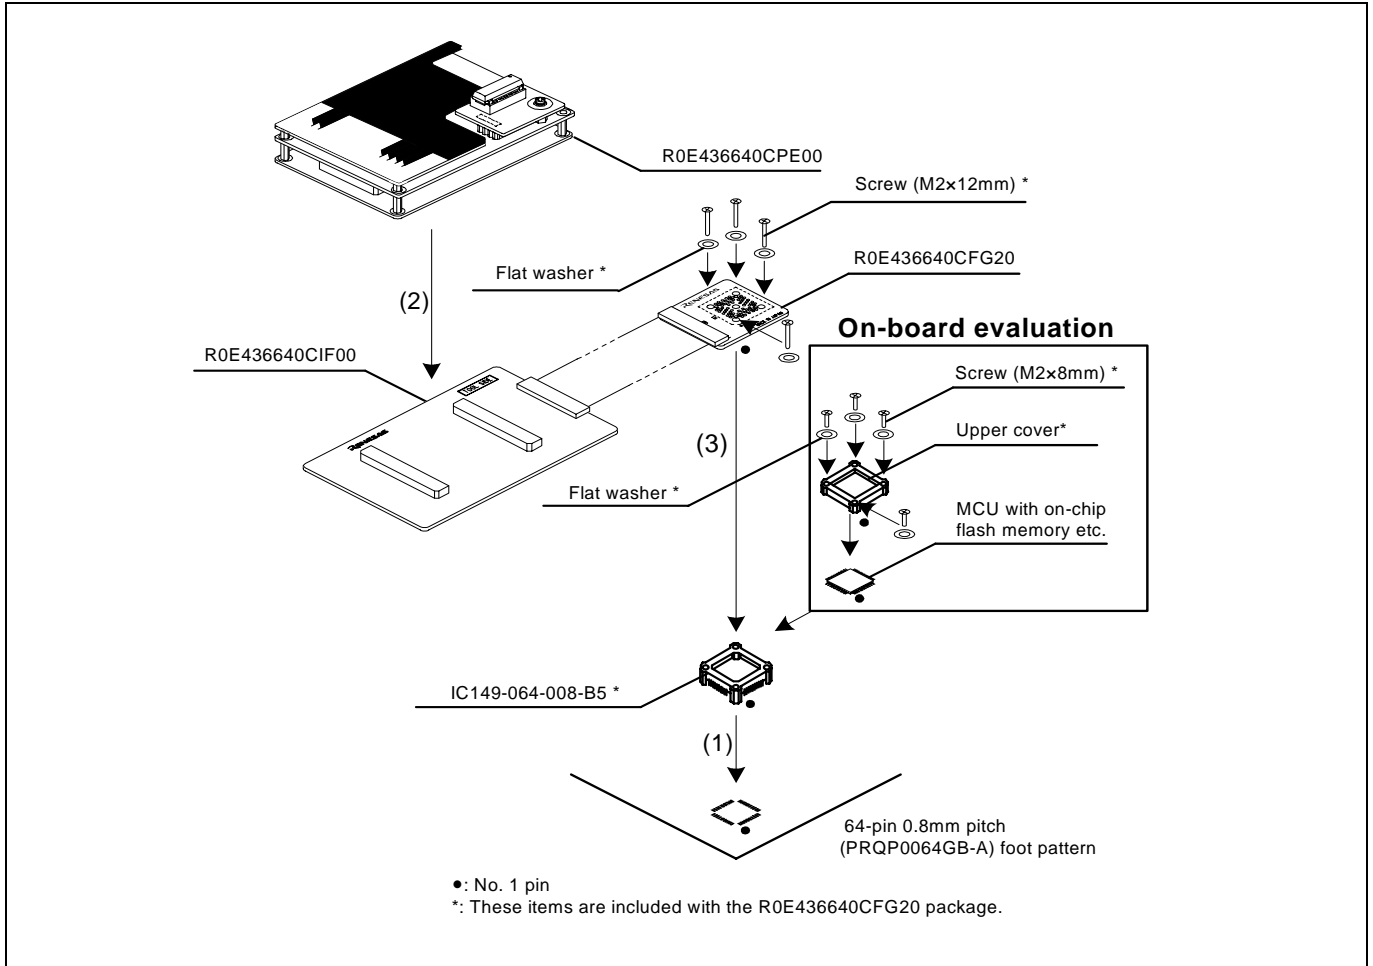 R0E436640CPE00
Screw (M2×12mm) *
Flat washer *
R0E436640CFG20
(2)
RENESAS
On-board evaluation
R0E436640CIF00
Screw (M2×8mm) *
(3)
Upper cover*
Flat washer *
MCU with on-chip
flash memory etc.
IC149-064-008-B5 *
(1)
64-pin 0.8mm pitch
(PRQP0064GB-A) foot pattern
●: No. 1 pin
*: These items are included with the R0E436640CFG20 package.